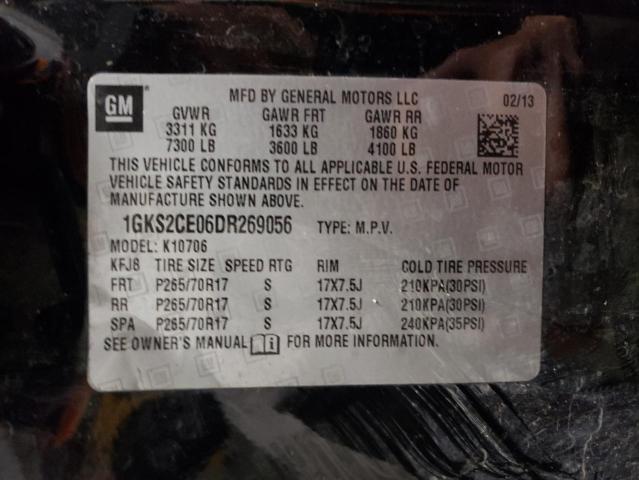 GM
MFD BY GENERAL MOTORS LLC 02/13
GVWR GAWR FRT GAWR RR
3311 KG 1633 KG 1860 KG
7300 LB 3600 LB 4100 LB
THIS VEHICLE CONFORMS TO ALL APPLICABLE U.S. FEDERAL MOTOR
VEHICLE SAFETY STANDARDS IN EFFECT ON THE DATE OF
MANUFACTURE SHOWN ABOVE.
1GKS2CE06DR269056 TYPE: M.P.V.
MODEL: K10706
KFJ8 TIRE SIZE SPEED RTG RIM COLD TIRE PRESSURE
FRT P265/70R17 S 17X7.5J 210KPA(30PSI)
RR P265/70R17 S 17X7.5J 210KPA(30PSI)
SPA P265/70R17 S 17X7.5J 240KPA(35PSI)
SEE OWNER'S MANUAL FOR MORE INFORMATION.